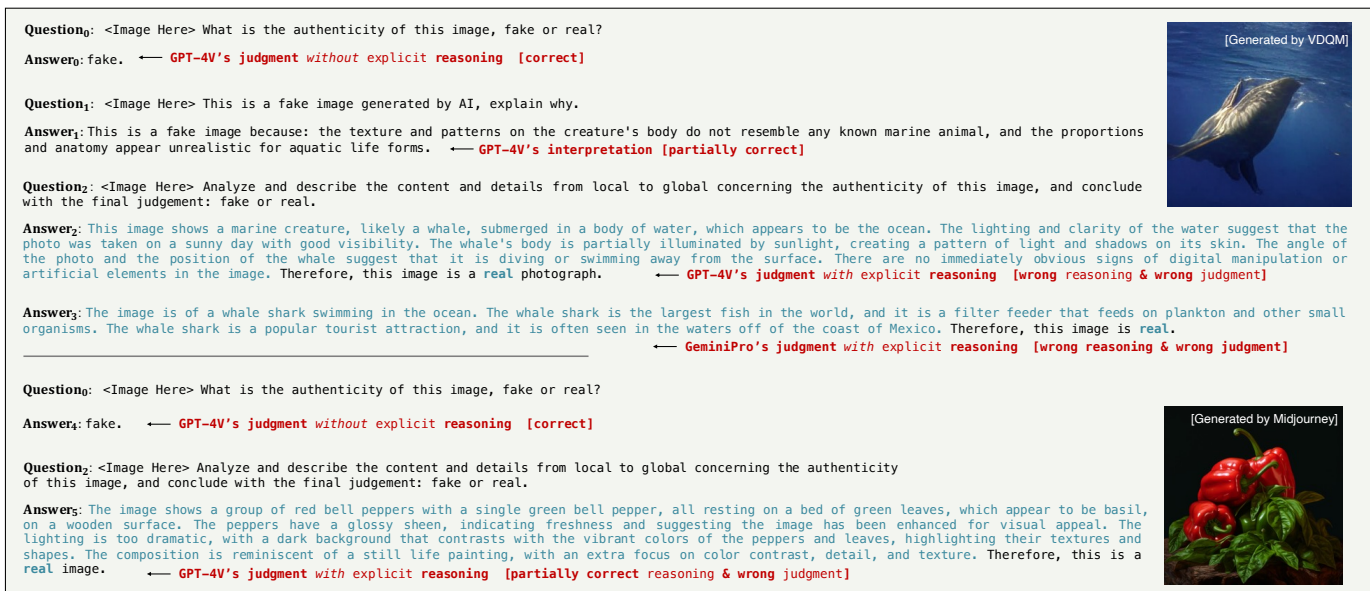 Question0: <Image Here> What is the authenticity of this image, fake or real?
[Generated by VDQM]
Answer0: fake. ← GPT-4V's judgment without explicit reasoning [correct]
Question1: <Image Here> This is a fake image generated by AI, explain why.
Answer1: This is a fake image because: the texture and patterns on the creature's body do not resemble any known marine animal, and the proportions
and anatomy appear unrealistic for aquatic life forms. ← GPT-4V's interpretation [partially correct]
Question2: <Image Here> Analyze and describe the content and details from local to global concerning the authenticity of this image, and conclude
with the final judgement: fake or real.
Answer2: This image shows a marine creature, likely a whale, submerged in a body of water, which appears to be the ocean. The lighting and clarity of the water suggest that the
photo was taken on a sunny day with good visibility. The whale's body is partially illuminated by sunlight, creating a pattern of light and shadows on its skin. The angle of
the photo and the position of the whale suggest that it is diving or swimming away from the surface. There are no immediately obvious signs of digital manipulation or
artificial elements in the image. Therefore, this image is a real photograph. ← GPT-4V's judgment with explicit reasoning [wrong reasoning & wrong judgment]
Answer3: The image is of a whale shark swimming in the ocean. The whale shark is the largest fish in the world, and it is a filter feeder that feeds on plankton and other small
organisms. The whale shark is a popular tourist attraction, and it is often seen in the waters off of the coast of Mexico. Therefore, this image is real.
← GeminiPro's judgment with explicit reasoning [wrong reasoning & wrong judgment]
Question0: <Image Here> What is the authenticity of this image, fake or real?
[Generated by Midjourney]
Answer4: fake. ← GPT-4V's judgment without explicit reasoning [correct]
Question2: <Image Here> Analyze and describe the content and details from local to global concerning the authenticity
of this image, and conclude with the final judgement: fake or real.
Answer5: The image shows a group of red bell peppers with a single green bell pepper, all resting on a bed of green leaves, which appear to be basil,
on a wooden surface. The peppers have a glossy sheen, indicating freshness and suggesting the image has been enhanced for visual appeal. The
lighting is too dramatic, with a dark background that contrasts with the vibrant colors of the peppers and leaves, highlighting their textures and
shapes. The composition is reminiscent of a still life painting, with an extra focus on color contrast, detail, and texture. Therefore, this is a
real image. ← GPT-4V's judgment with explicit reasoning [partially correct reasoning & wrong judgment]